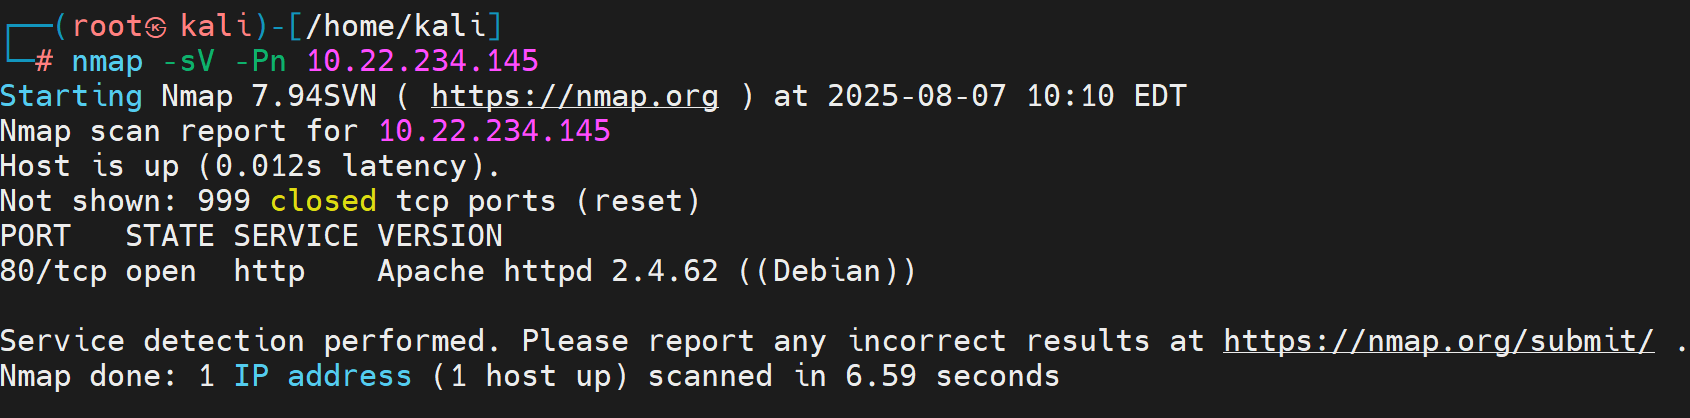 ┌──(root㉿kali)-[/home/kali]
└─# nmap -sV -Pn 10.22.234.145
Starting Nmap 7.94SVN ( https://nmap.org ) at 2025-08-07 10:10 EDT
Nmap scan report for 10.22.234.145
Host is up (0.012s latency).
Not shown: 999 closed tcp ports (reset)
PORT   STATE SERVICE VERSION
80/tcp open  http    Apache httpd 2.4.62 ((Debian))
Service detection performed. Please report any incorrect results at https://nmap.org/submit/ .
Nmap done: 1 IP address (1 host up) scanned in 6.59 seconds